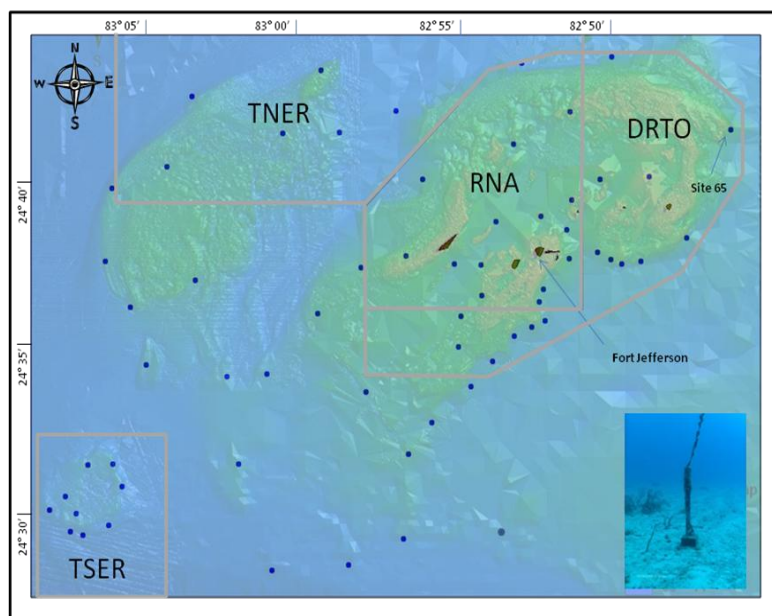 83° 05'
83° 00'
82° 55'
82° 50'
N
W
E
S
TNER
DRTO
RNA
Site 65
24° 40'
24° 35'
Fort Jefferson
24° 30'
TSER